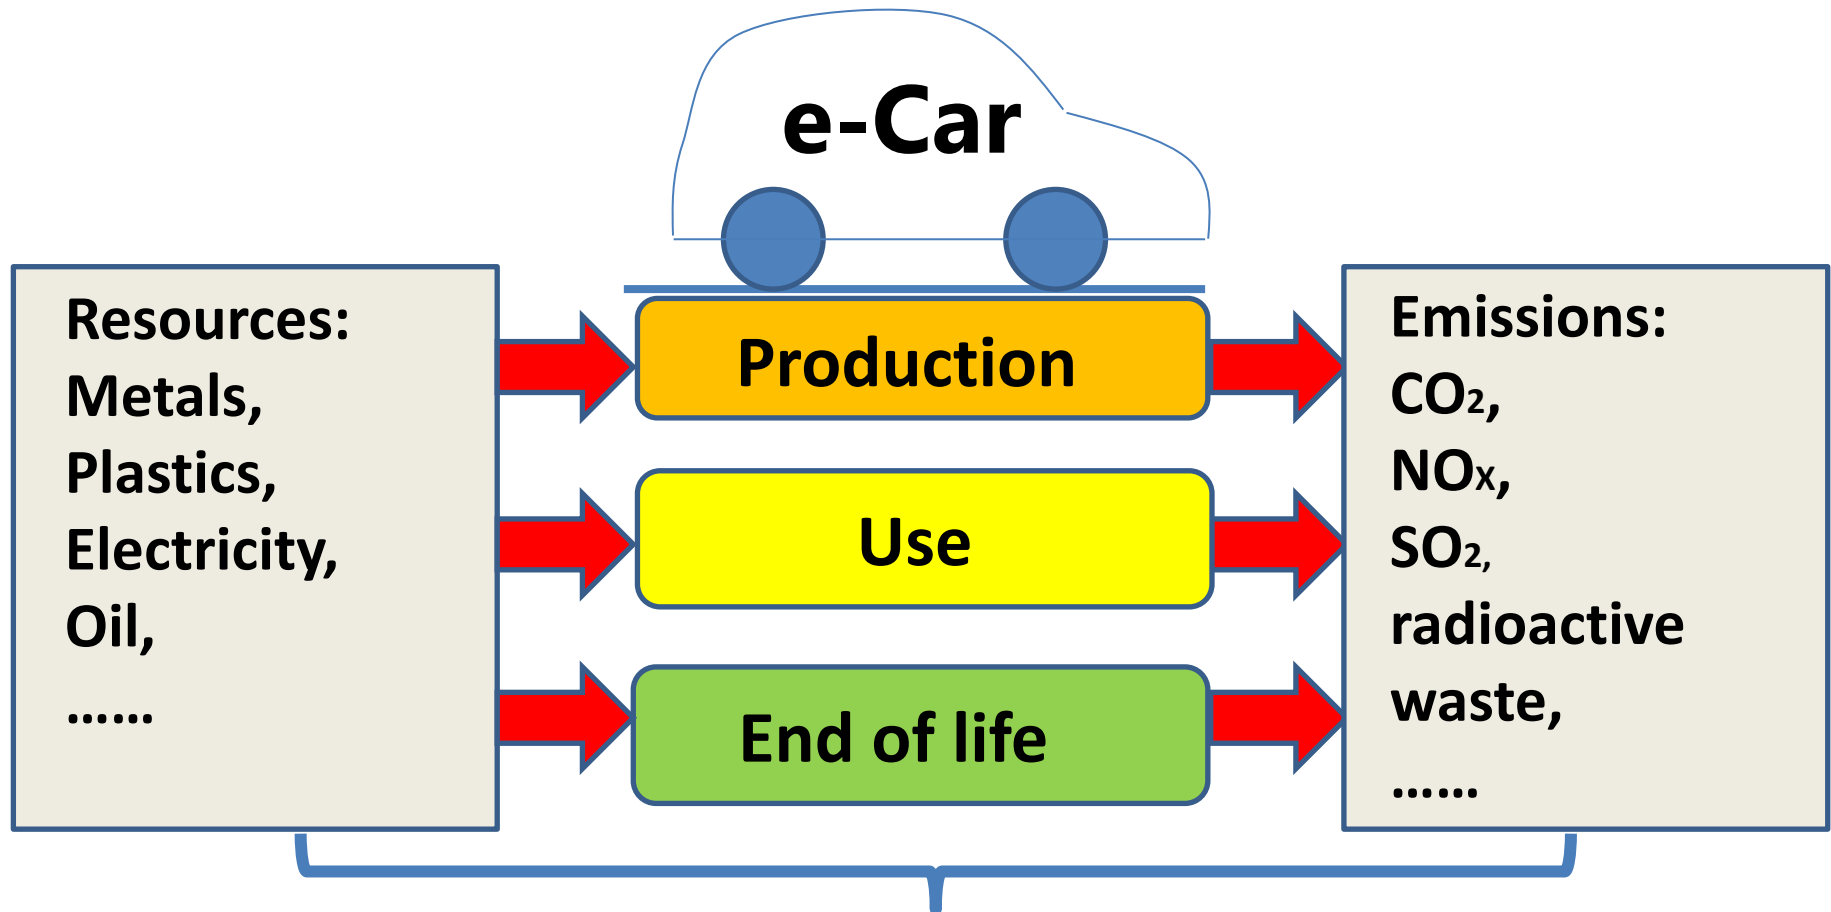 e-Car
Resources:
Metals,
Plastics,
Electricity,
Oil,
……
Production
Use
End of life
Emissions:
CO₂,
NOₓ,
SO₂,
radioactive
waste,
……